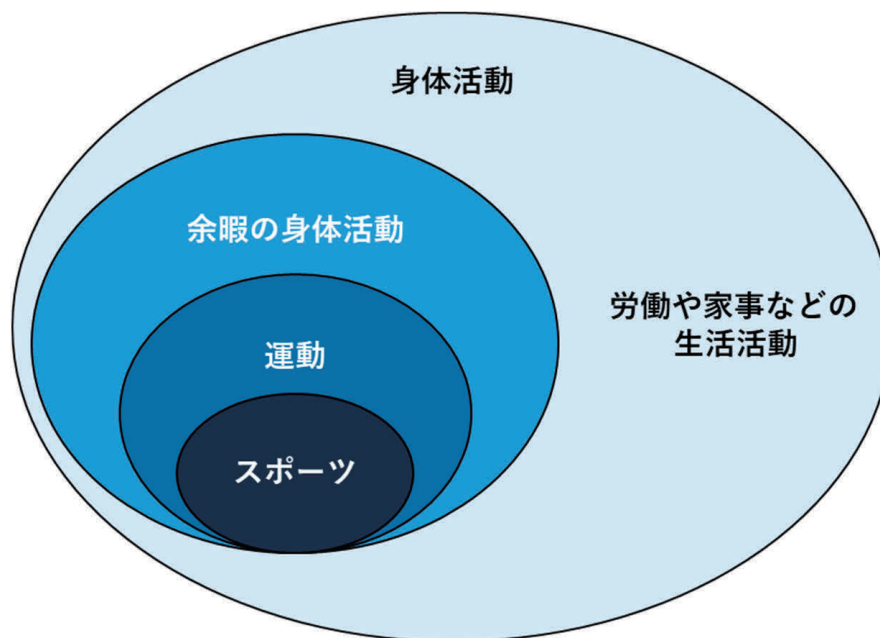 身体活動
余暇の身体活動
労働や家事などの
生活活動
運動
スポーツ